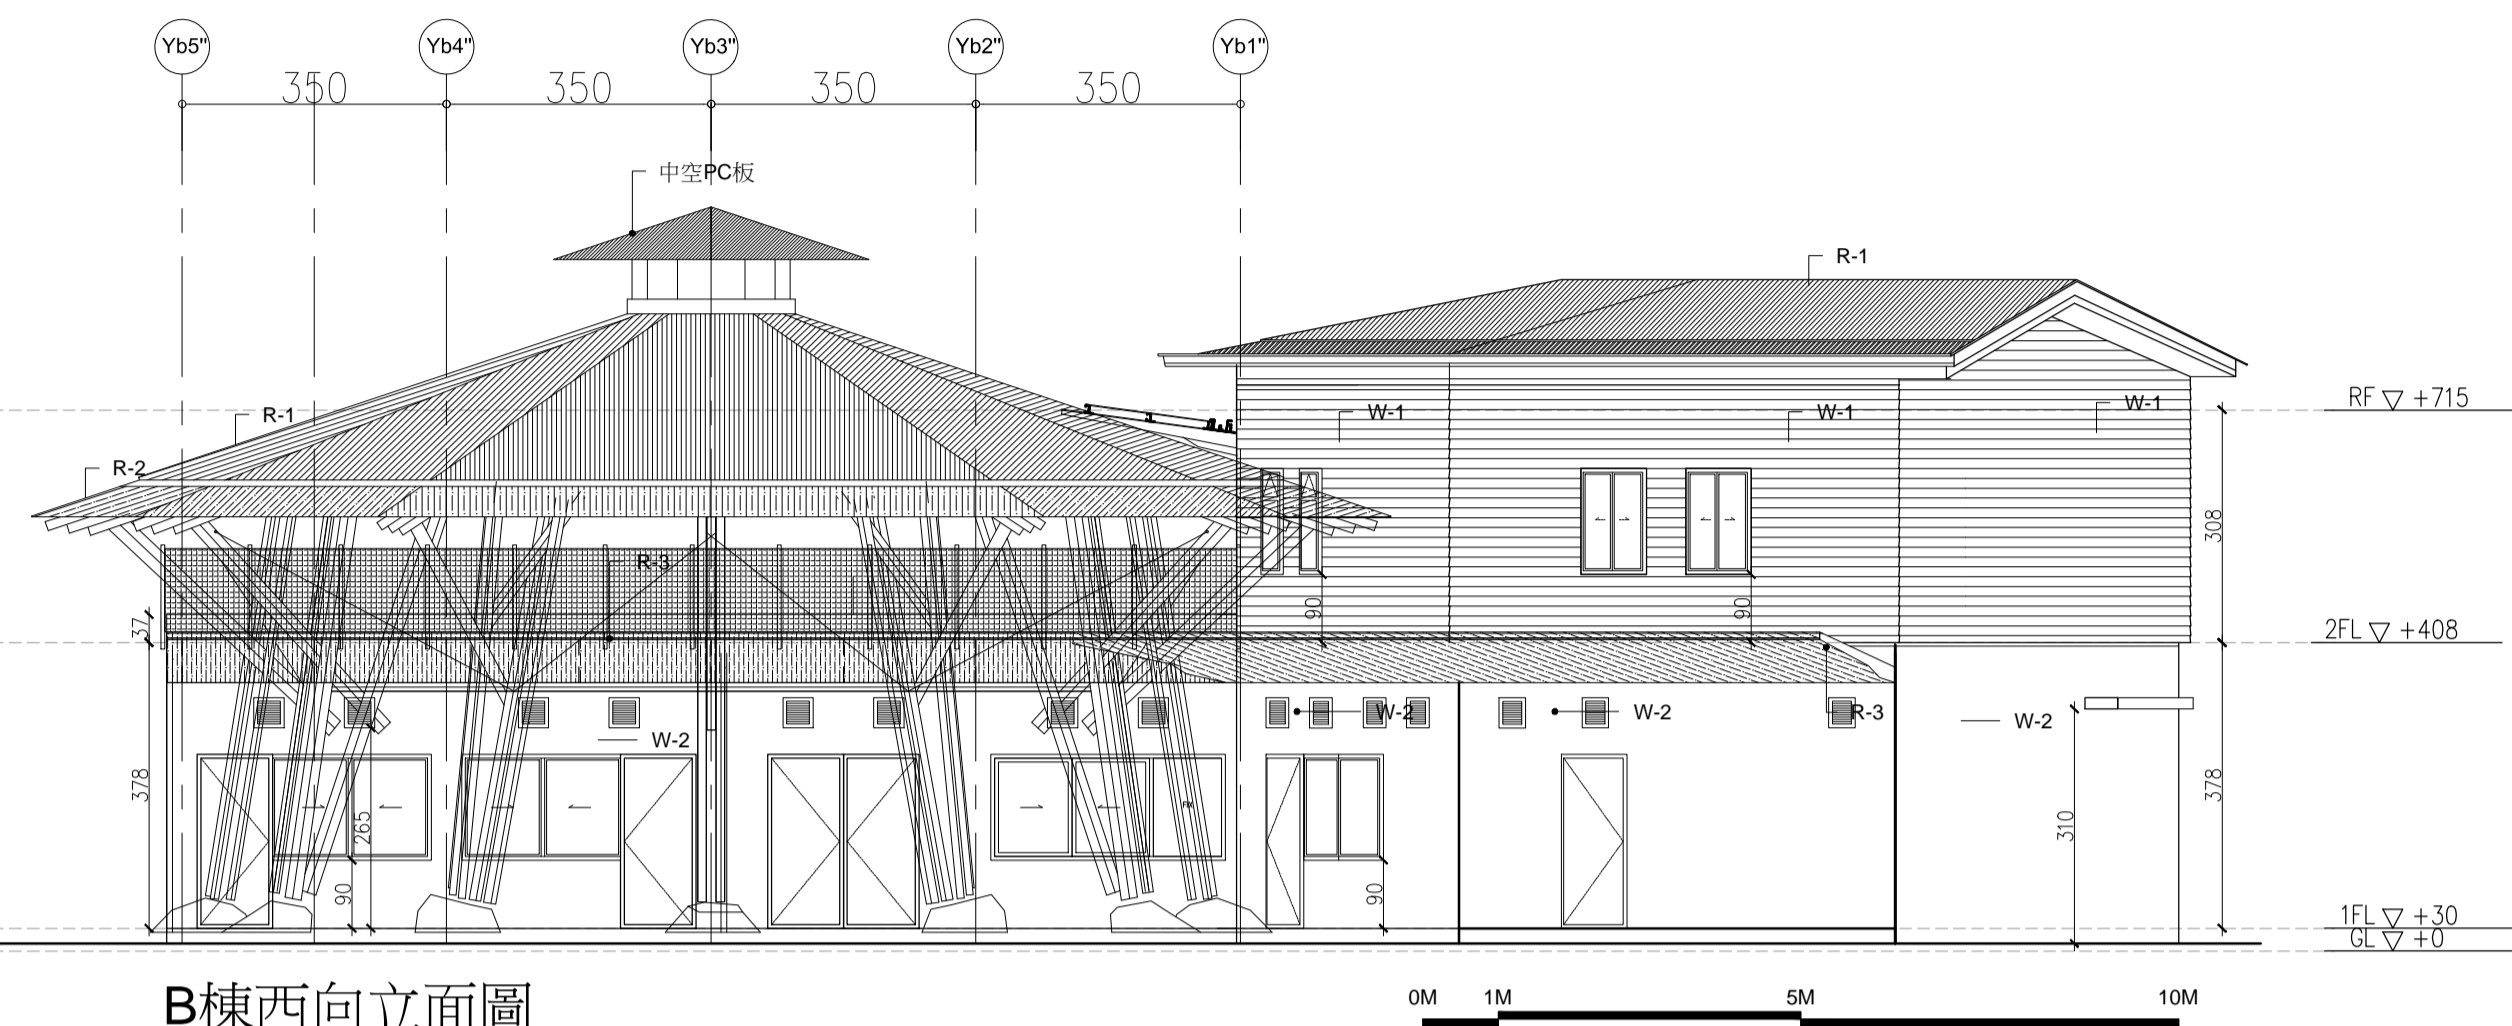 Yb5" Yb4" Yb3" Yb2" Yb1"
350 350 350 350
中空PC板
R-1
RF ▽ +715
W-1 W-1 W-1
R-1
R-2
308
R-3
90 90
37
2FL ▽ +408
W-2 W-2 R-3 W-2
W-2
378 265 FIX 310 378
90 90
1FL ▽ +30
GL ▽ +0
B棟西向立面圖
0M 1M 5M 10M